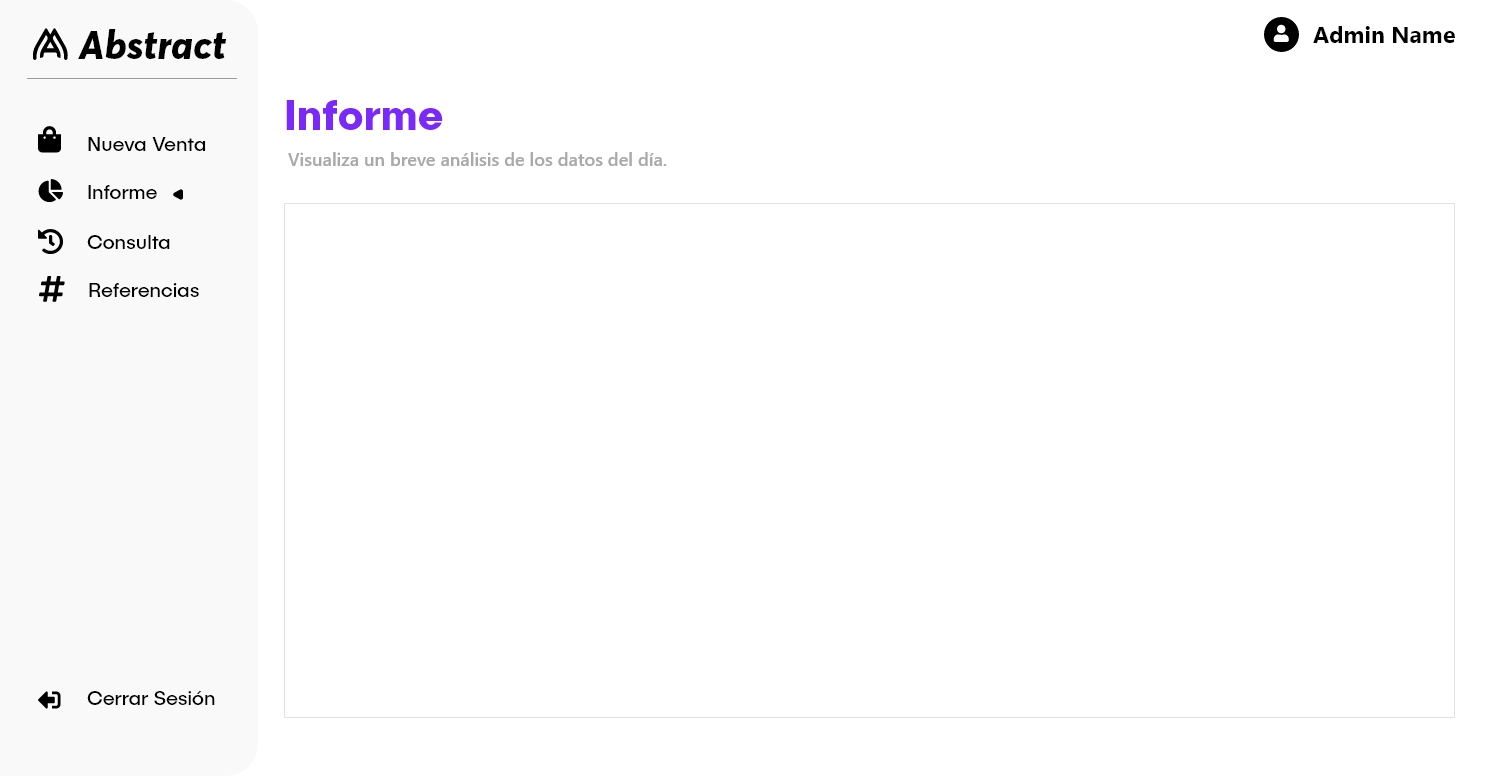 Abstract
Admin Name
Nueva Venta
Informe
Consulta
Referencias
Cerrar Sesión
Informe
Visualiza un breve análisis de los datos del día.